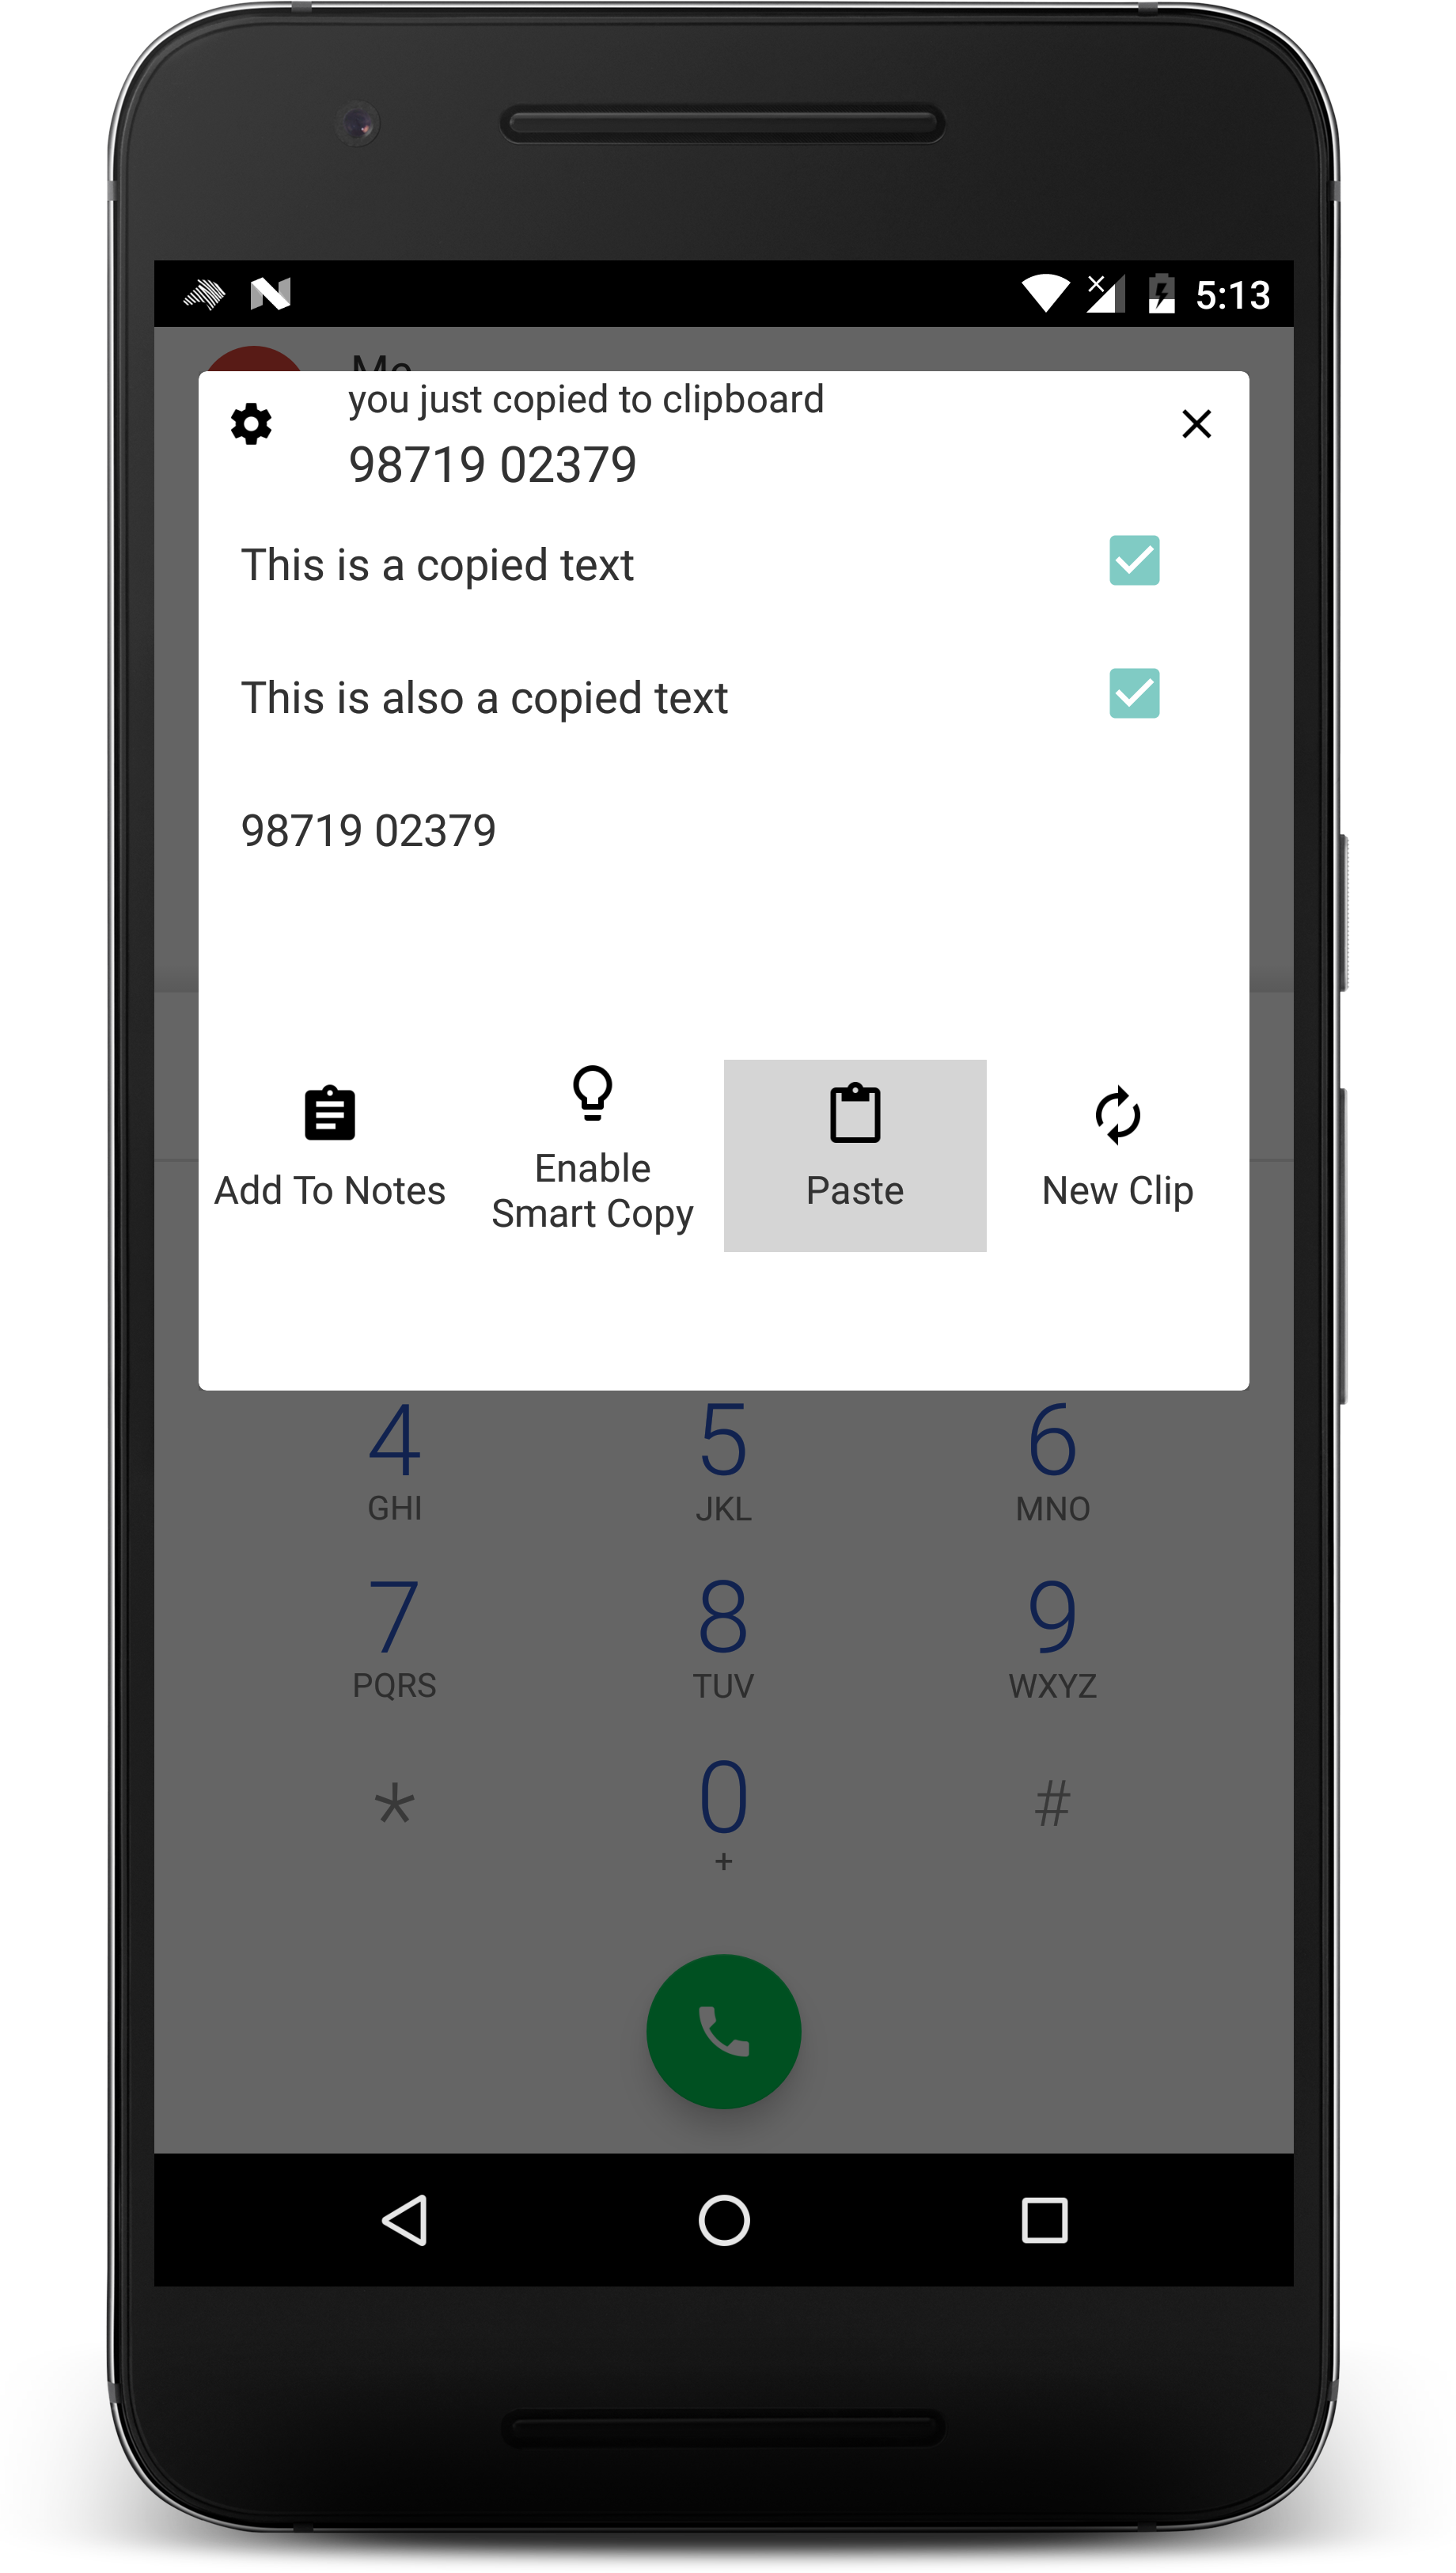 5:13
Me
you just copied to clipboard
98719 02379
This is a copied text
This is also a copied text
98719 02379
Add To Notes
Enable
Smart Copy
Paste
New Clip
4 5 6
GHI JKL MNO
7 8 9
PQRS TUV WXYZ
* 0 #
+